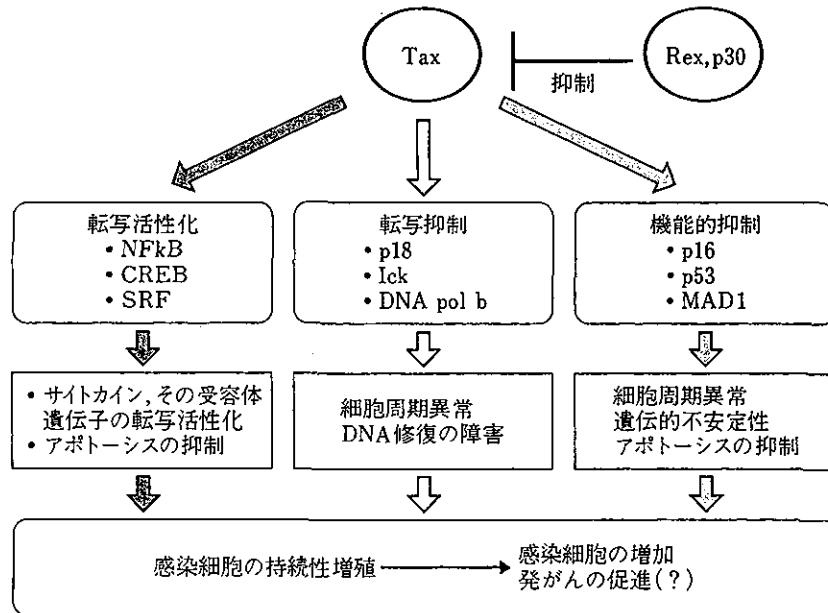 Tax
Rex,p30
抑制
転写活性化
• NFkB
• CREB
• SRF
転写抑制
• p18
• Ick
• DNA pol b
機能的抑制
• p16
• p53
• MAD1
• サイトカイン,その受容体
遺伝子の転写活性化
• アポトーシスの抑制
細胞周期異常
DNA修復の障害
細胞周期異常
遺伝的不安定性
アポトーシスの抑制
感染細胞の持続性増殖
感染細胞の増加
発がんの促進(?)